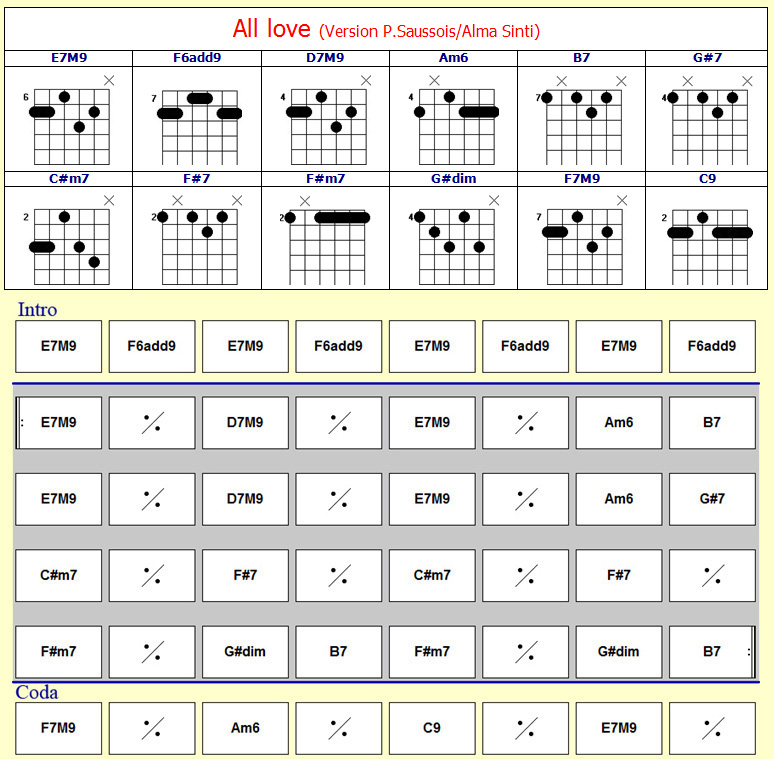 All love (Version P.Saussois/Alma Sinti)
E7M9 F6add9 D7M9 Am6 B7 G#7
6 7 4 4 7 4
C#m7 F#7 F#m7 G#dim F7M9 C9
2 2 2 4 7 2
Intro
E7M9 F6add9 E7M9 F6add9 E7M9 F6add9 E7M9 F6add9
E7M9 D7M9 E7M9 Am6 B7
E7M9 D7M9 E7M9 Am6 G#7
C#m7 F#7 C#m7 F#7
F#m7 G#dim B7 F#m7 G#dim B7
Coda
F7M9 Am6 C9 E7M9